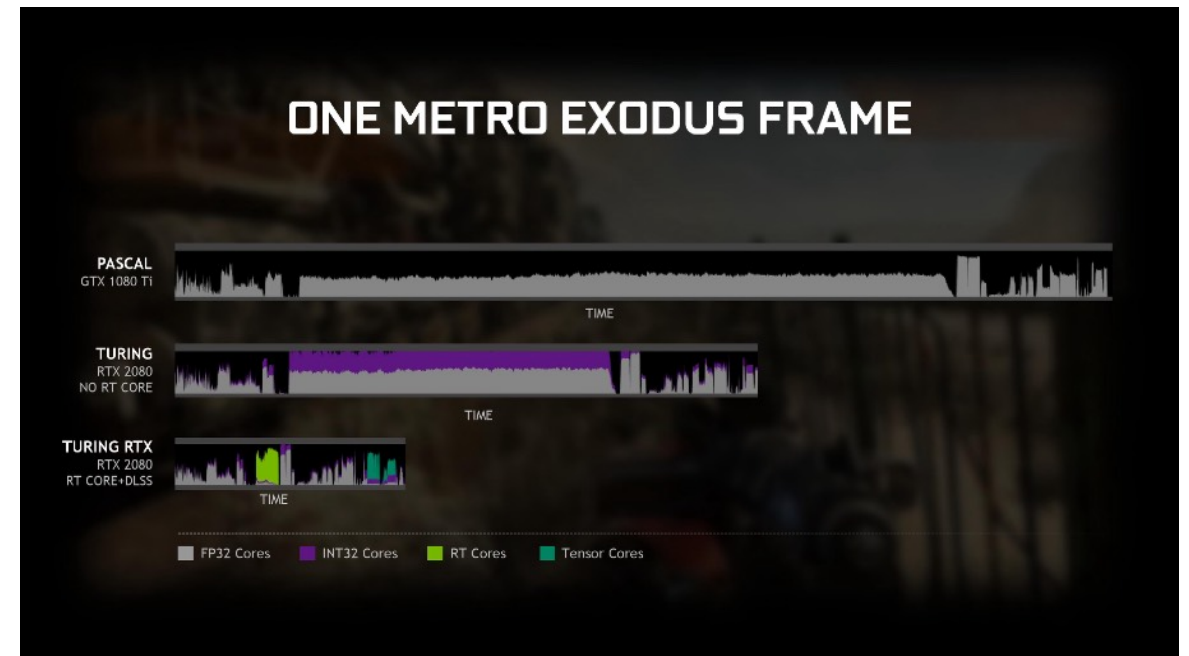 ONE METRO EXODUS FRAME
PASCAL
GTX 1080 Ti
TIME
TURING
RTX 2080
NO RT CORE
TIME
TURING RTX
RTX 2080
RT CORE+DLSS
TIME
FP32 Cores INT32 Cores RT Cores Tensor Cores